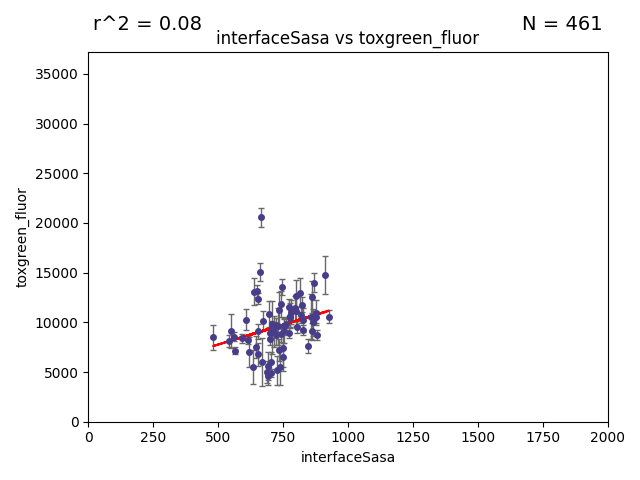 r^2 = 0.08
N = 461
interfaceSasa vs toxgreen_fluor
35000
30000
25000
20000
15000
10000
5000
0
toxgreen_fluor
0 250 500 750 1000 1250 1500 1750 2000
interfaceSasa